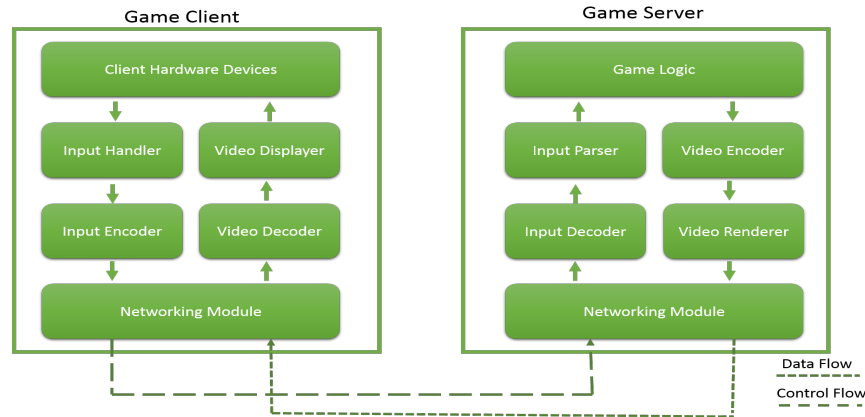 Game Client
Game Server
Client Hardware Devices
Input Handler
Video Displayer
Input Encoder
Video Decoder
Networking Module
Game Logic
Input Parser
Video Encoder
Input Decoder
Video Renderer
Networking Module
Data Flow
Control Flow